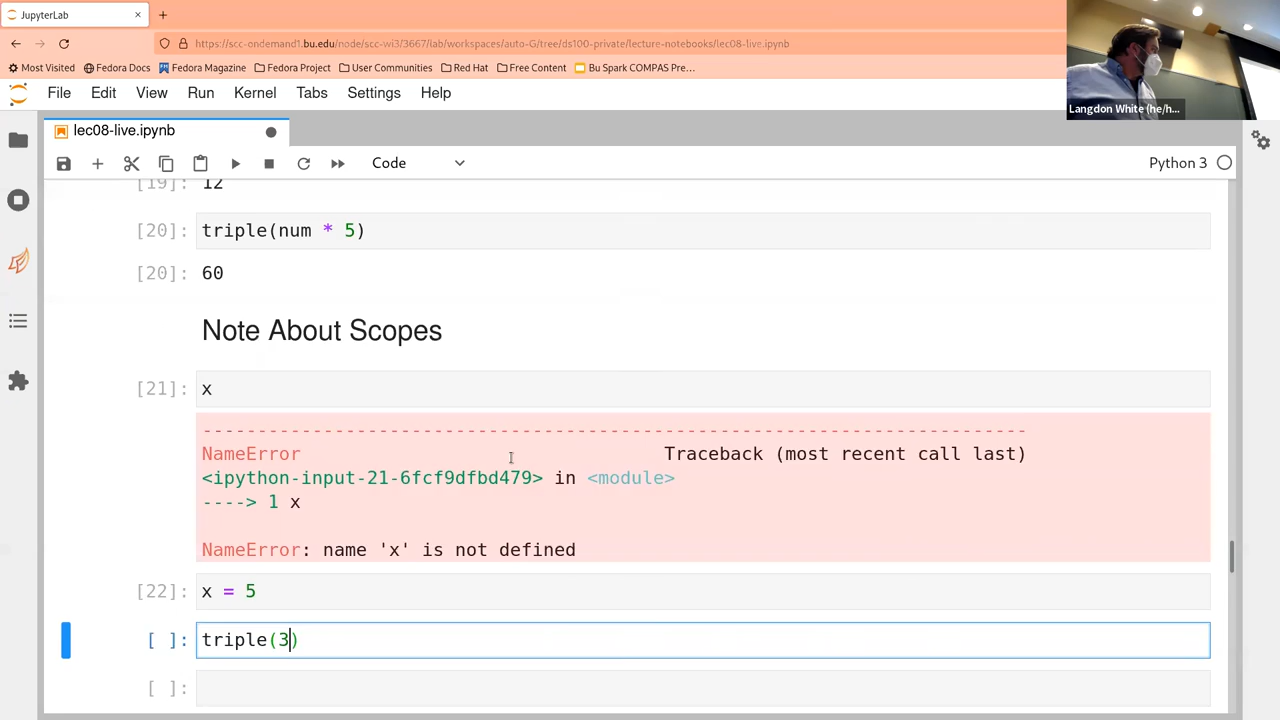 JupyterLab
https://scc-ondemand1.bu.edu/node/scc-wi3/3667/lab/workspaces/auto-G/tree/ds100-private/lecture-notebooks/lec08-live.ipynb
Most Visited Fedora Docs Fedora Magazine Fedora Project User Communities Red Hat Free Content Bu Spark COMPAS Pre...
Langdon White (he/h...
File Edit View Run Kernel Tabs Settings Help
lec08-live.ipynb
Code Python 3
[19]: 12
[20]: triple(num * 5)
[20]: 60
Note About Scopes
[21]: x
---------------------------------------------------------------------------
NameError Traceback (most recent call last)
<ipython-input-21-6fcf9dfbd479> in <module>
----> 1 x
NameError: name 'x' is not defined
[22]: x = 5
[ ]: triple(3)
[ ]: